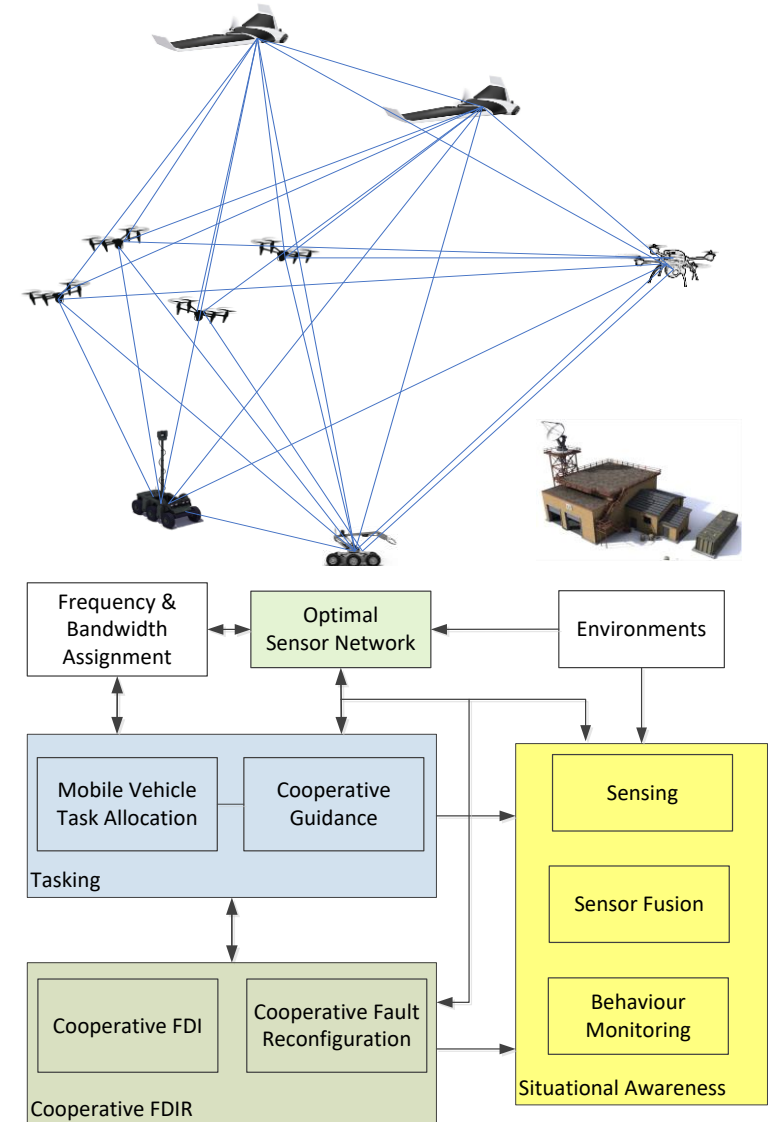 Frequency &
Bandwidth
Assignment
Optimal
Sensor Network
Environments
Mobile Vehicle
Task Allocation
Cooperative
Guidance
Tasking
Sensing
Sensor Fusion
Behaviour
Monitoring
Situational Awareness
Cooperative FDI
Cooperative Fault
Reconfiguration
Cooperative FDIR